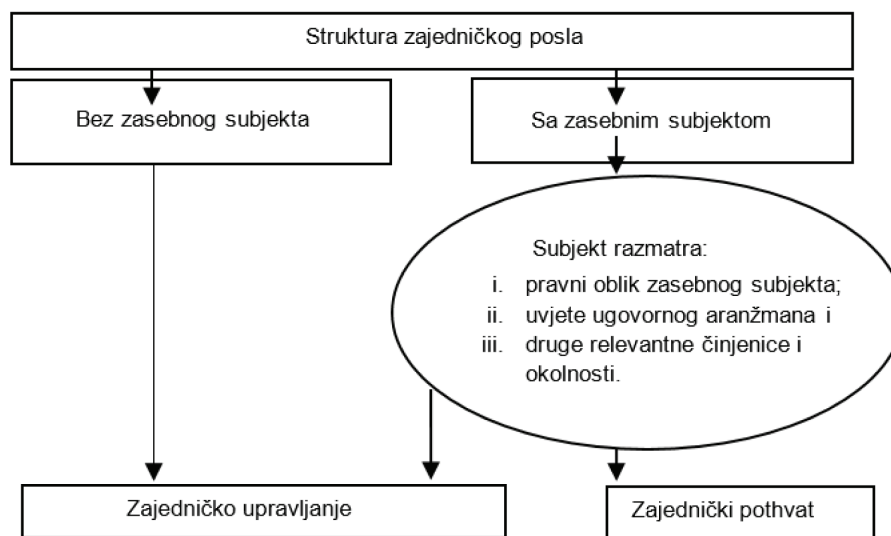 Struktura zajedničkog posla
Bez zasebnog subjekta
Sa zasebnim subjektom
Subjekt razmatra:
i. pravni oblik zasebnog subjekta;
ii. uvjete ugovornog aranžmana i
iii. druge relevantne činjenice i
okolnosti.
Zajedničko upravljanje
Zajednički pothvat